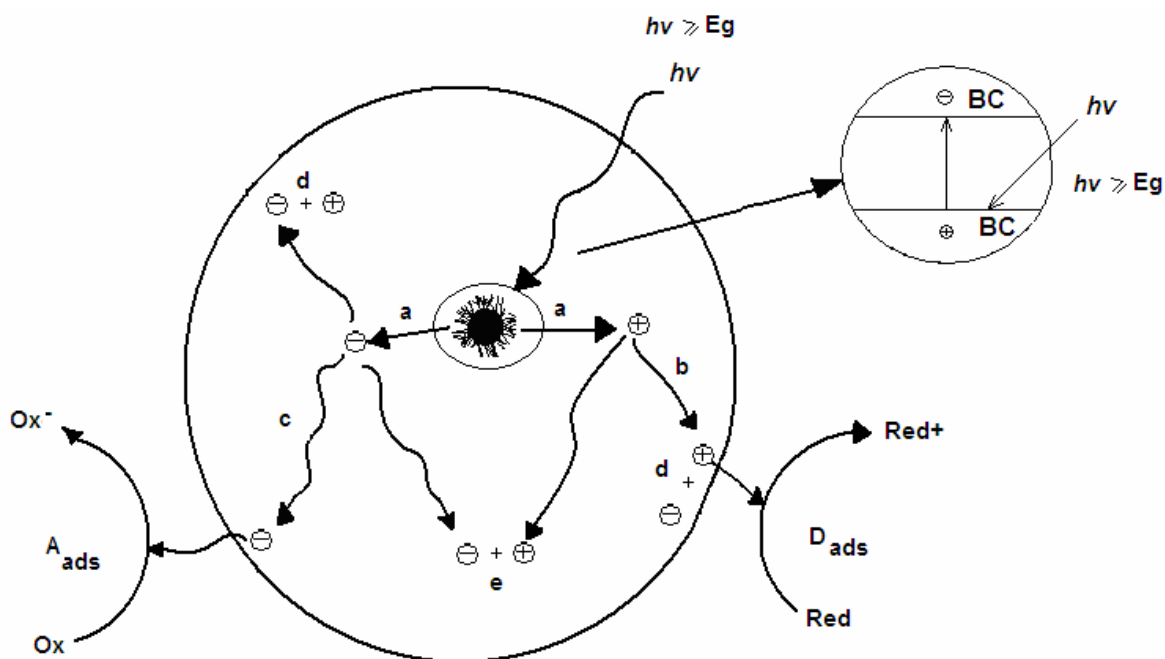 hv ⩾ Eg
hv
⊖ BC
hv
hv ⩾ Eg
⊕ BC
d
⊖ + ⊕
a
a
⊖
⊕
b
c
Ox-
Red+
d
⊕
+
⊖
A ads
⊖
⊖ + ⊕
e
D ads
Ox
Red